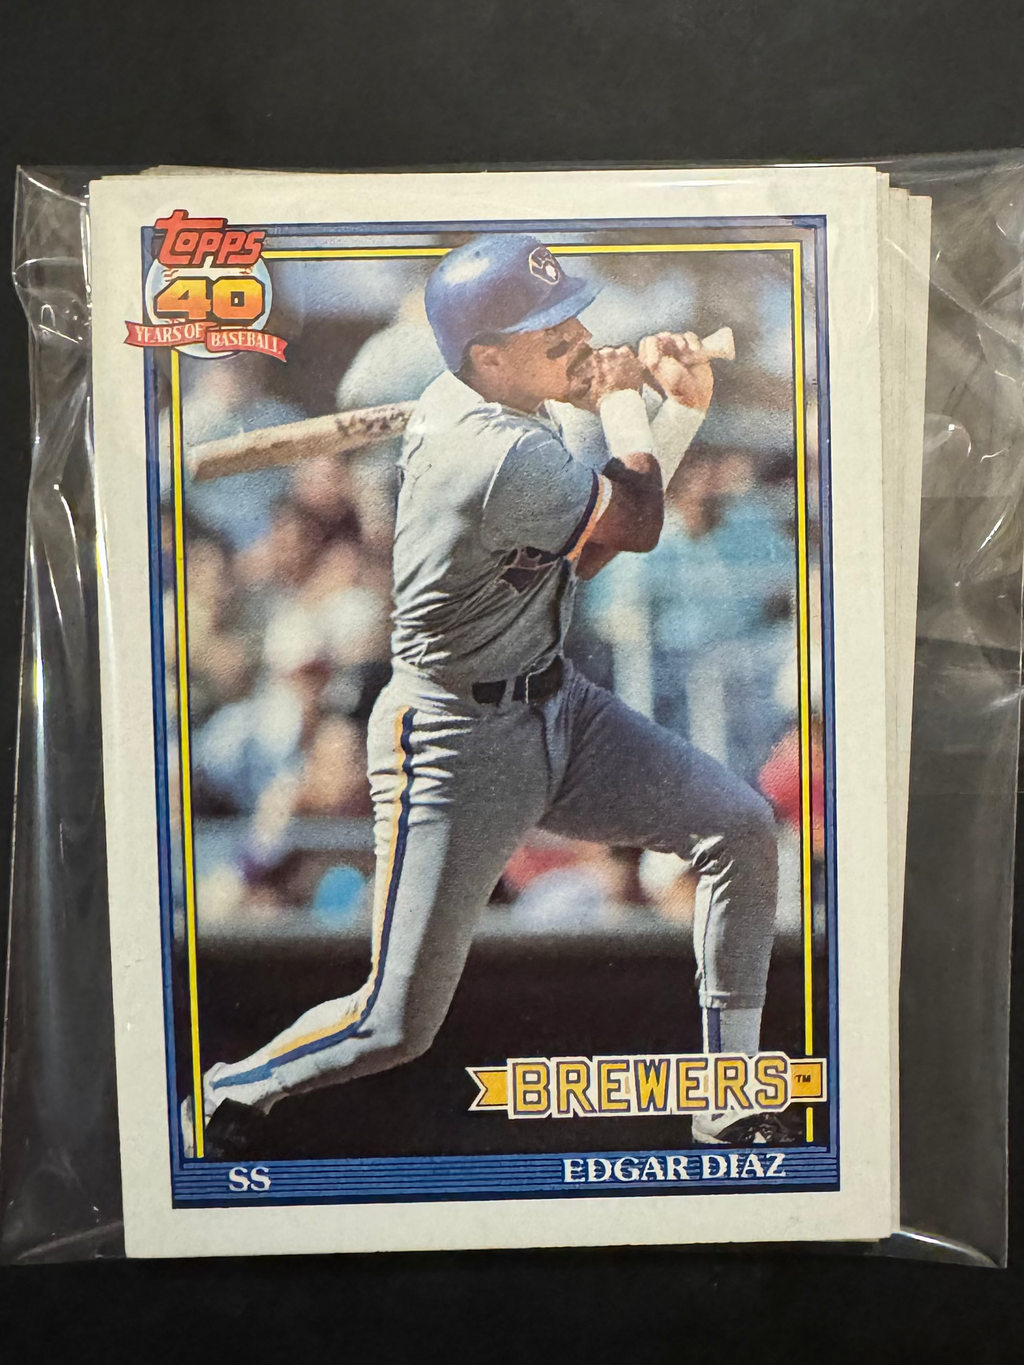 TOPPS
40
YEARS OF BASEBALL
BREWERS™
SS EDGAR DIAZ